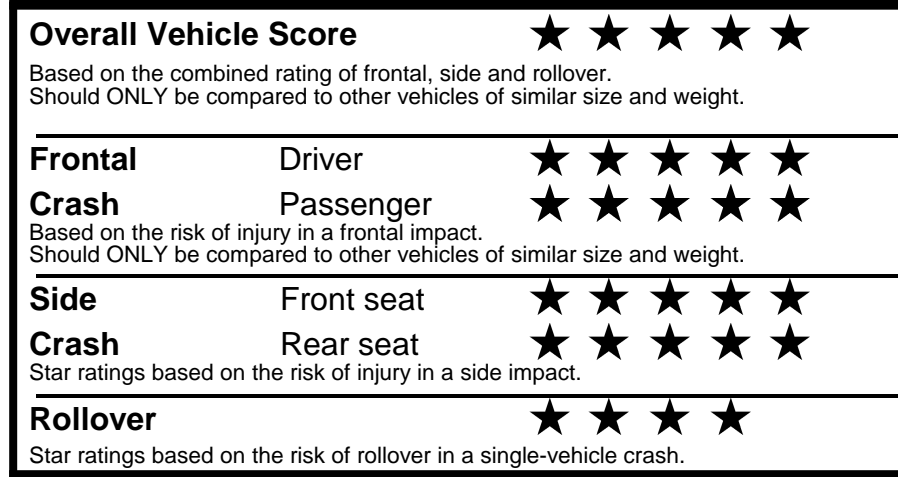 Overall Vehicle Score ★ ★ ★ ★ ★
Based on the combined rating of frontal, side and rollover.
Should ONLY be compared to other vehicles of similar size and weight.
Frontal Driver ★ ★ ★ ★ ★
Crash Passenger ★ ★ ★ ★ ★
Based on the risk of injury in a frontal impact.
Should ONLY be compared to other vehicles of similar size and weight.
Side Front seat ★ ★ ★ ★ ★
Crash Rear seat ★ ★ ★ ★ ★
Star ratings based on the risk of injury in a side impact.
Rollover ★ ★ ★ ★
Star ratings based on the risk of rollover in a single-vehicle crash.